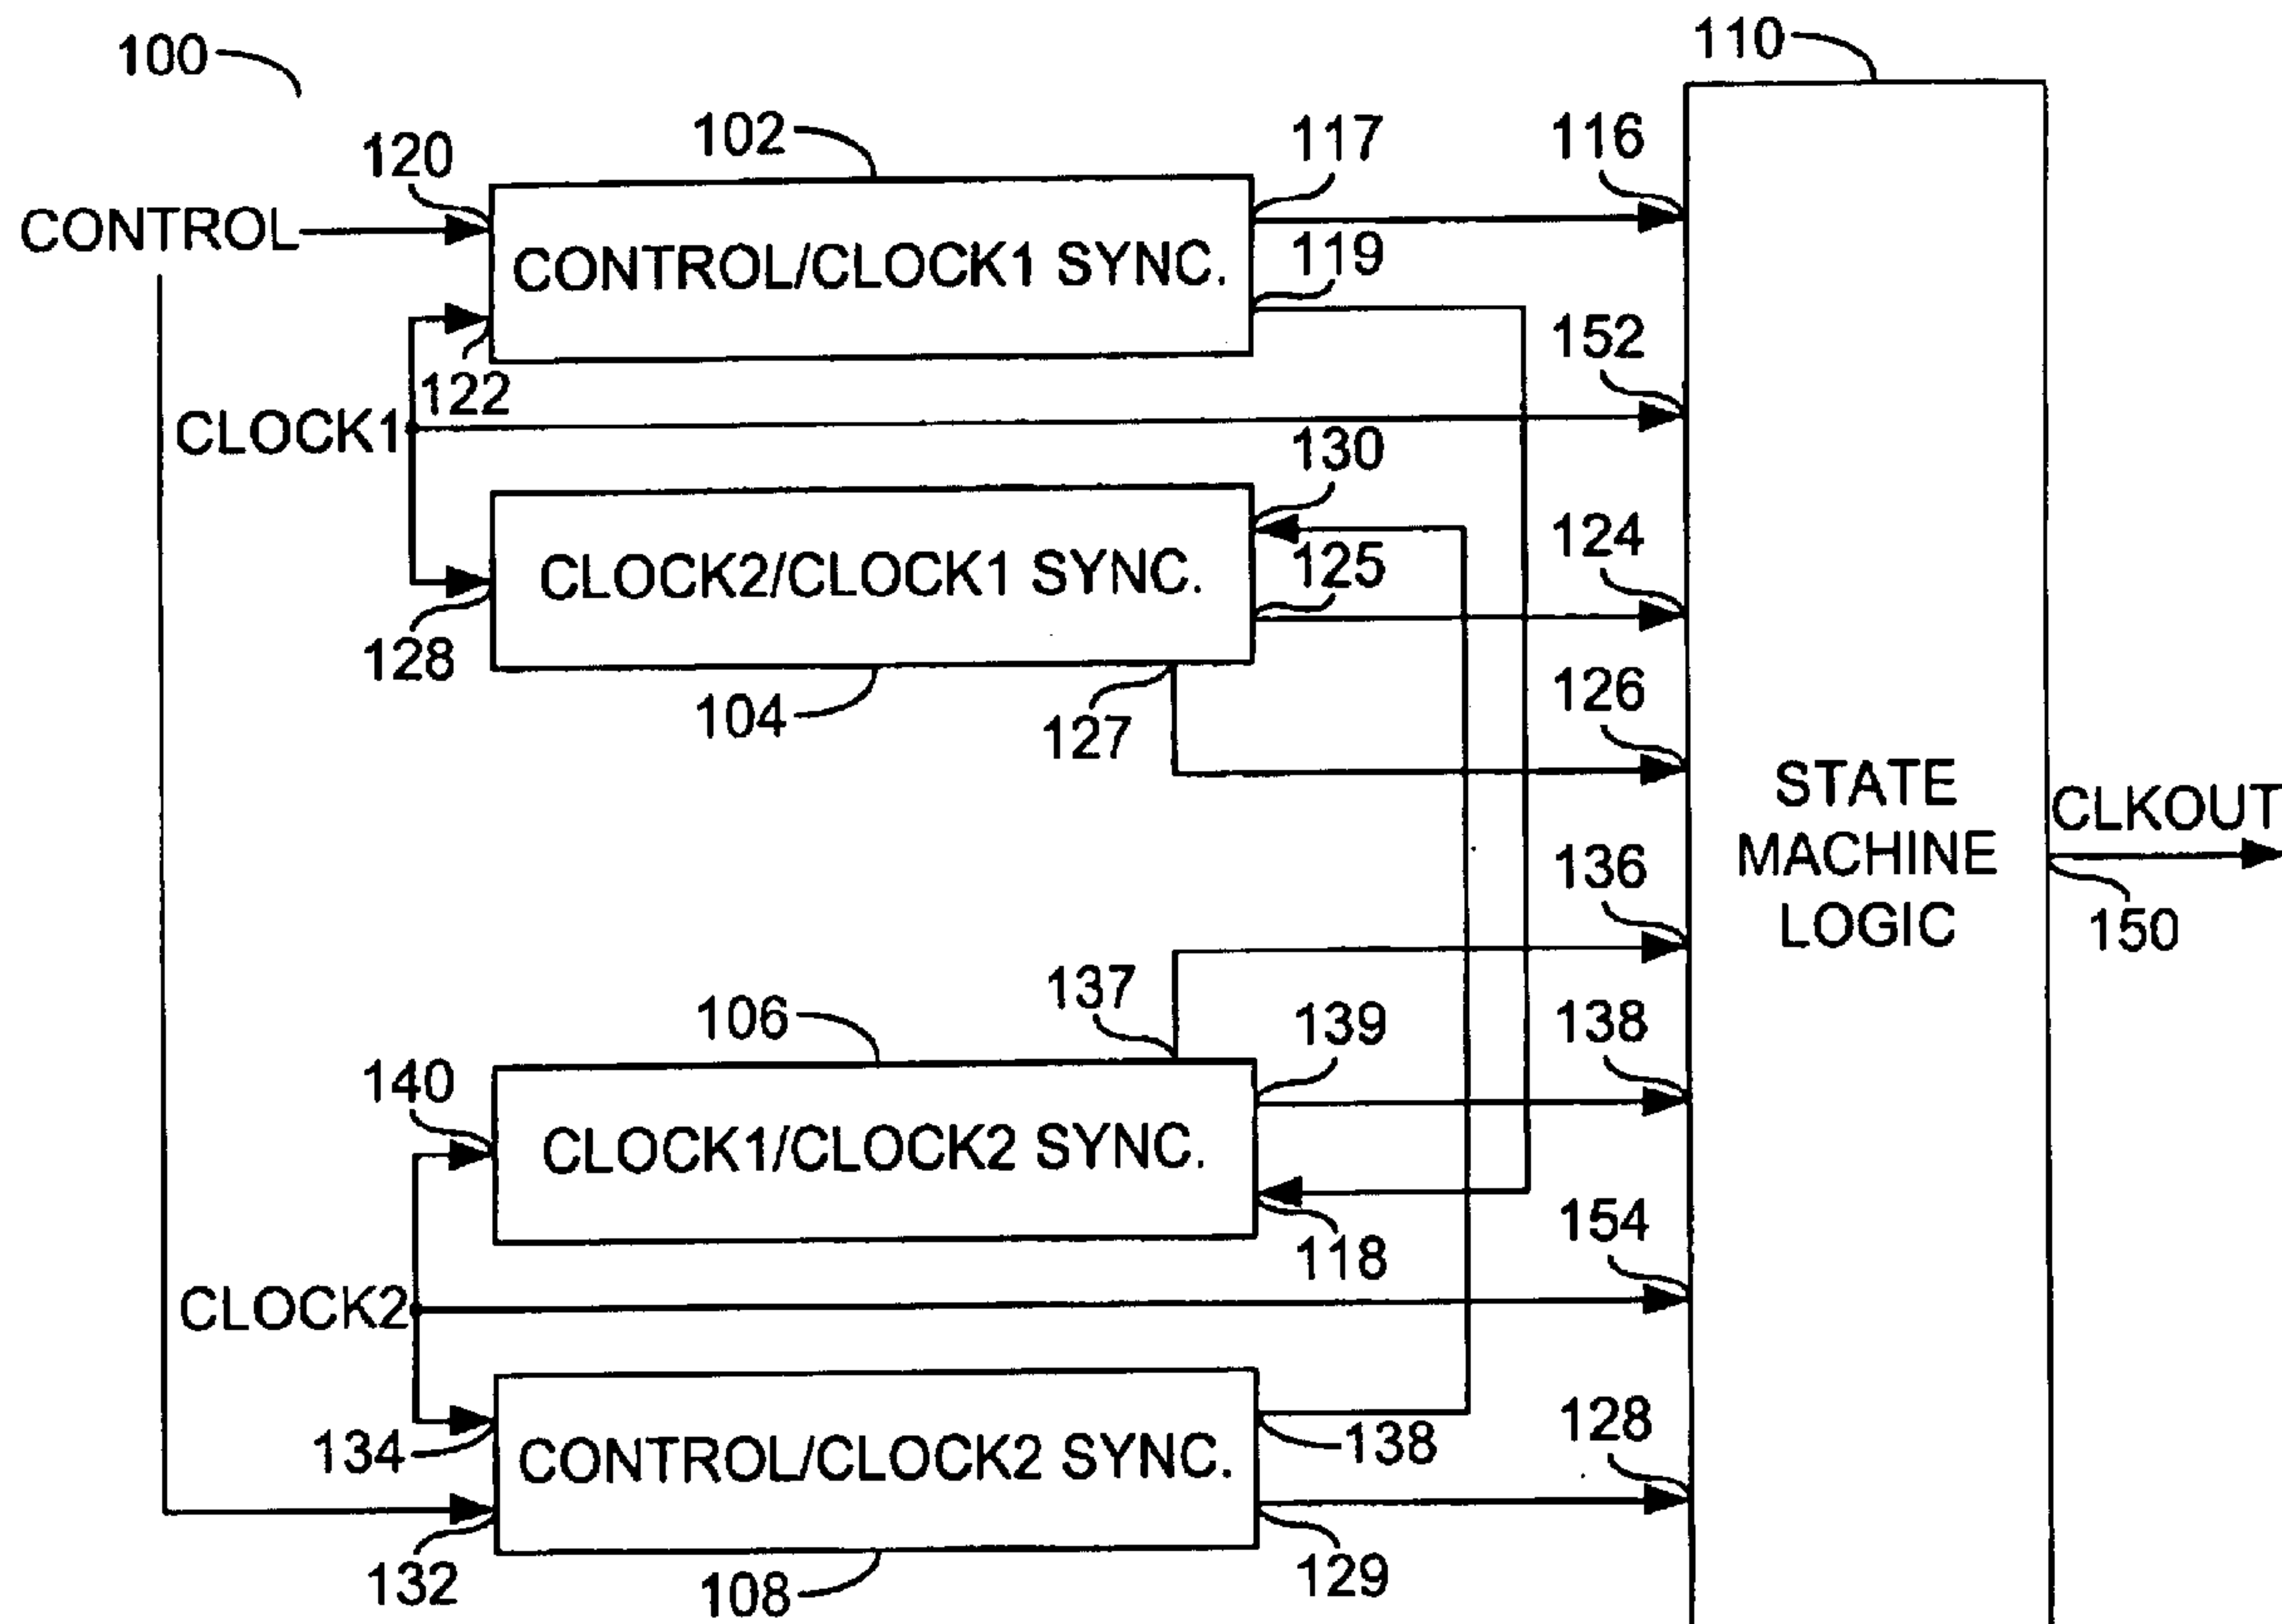 100
110
102
117
116
120
CONTROL
CONTROL/CLOCK1 SYNC.
119
122
152
CLOCK1
130
124
CLOCK2/CLOCK1 SYNC.
125
128
104
127
126
STATE
MACHINE
LOGIC
CLKOUT
150
136
137
106
139
138
140
CLOCK1/CLOCK2 SYNC.
118
154
CLOCK2
134
CONTROL/CLOCK2 SYNC.
138
128
132
108
129